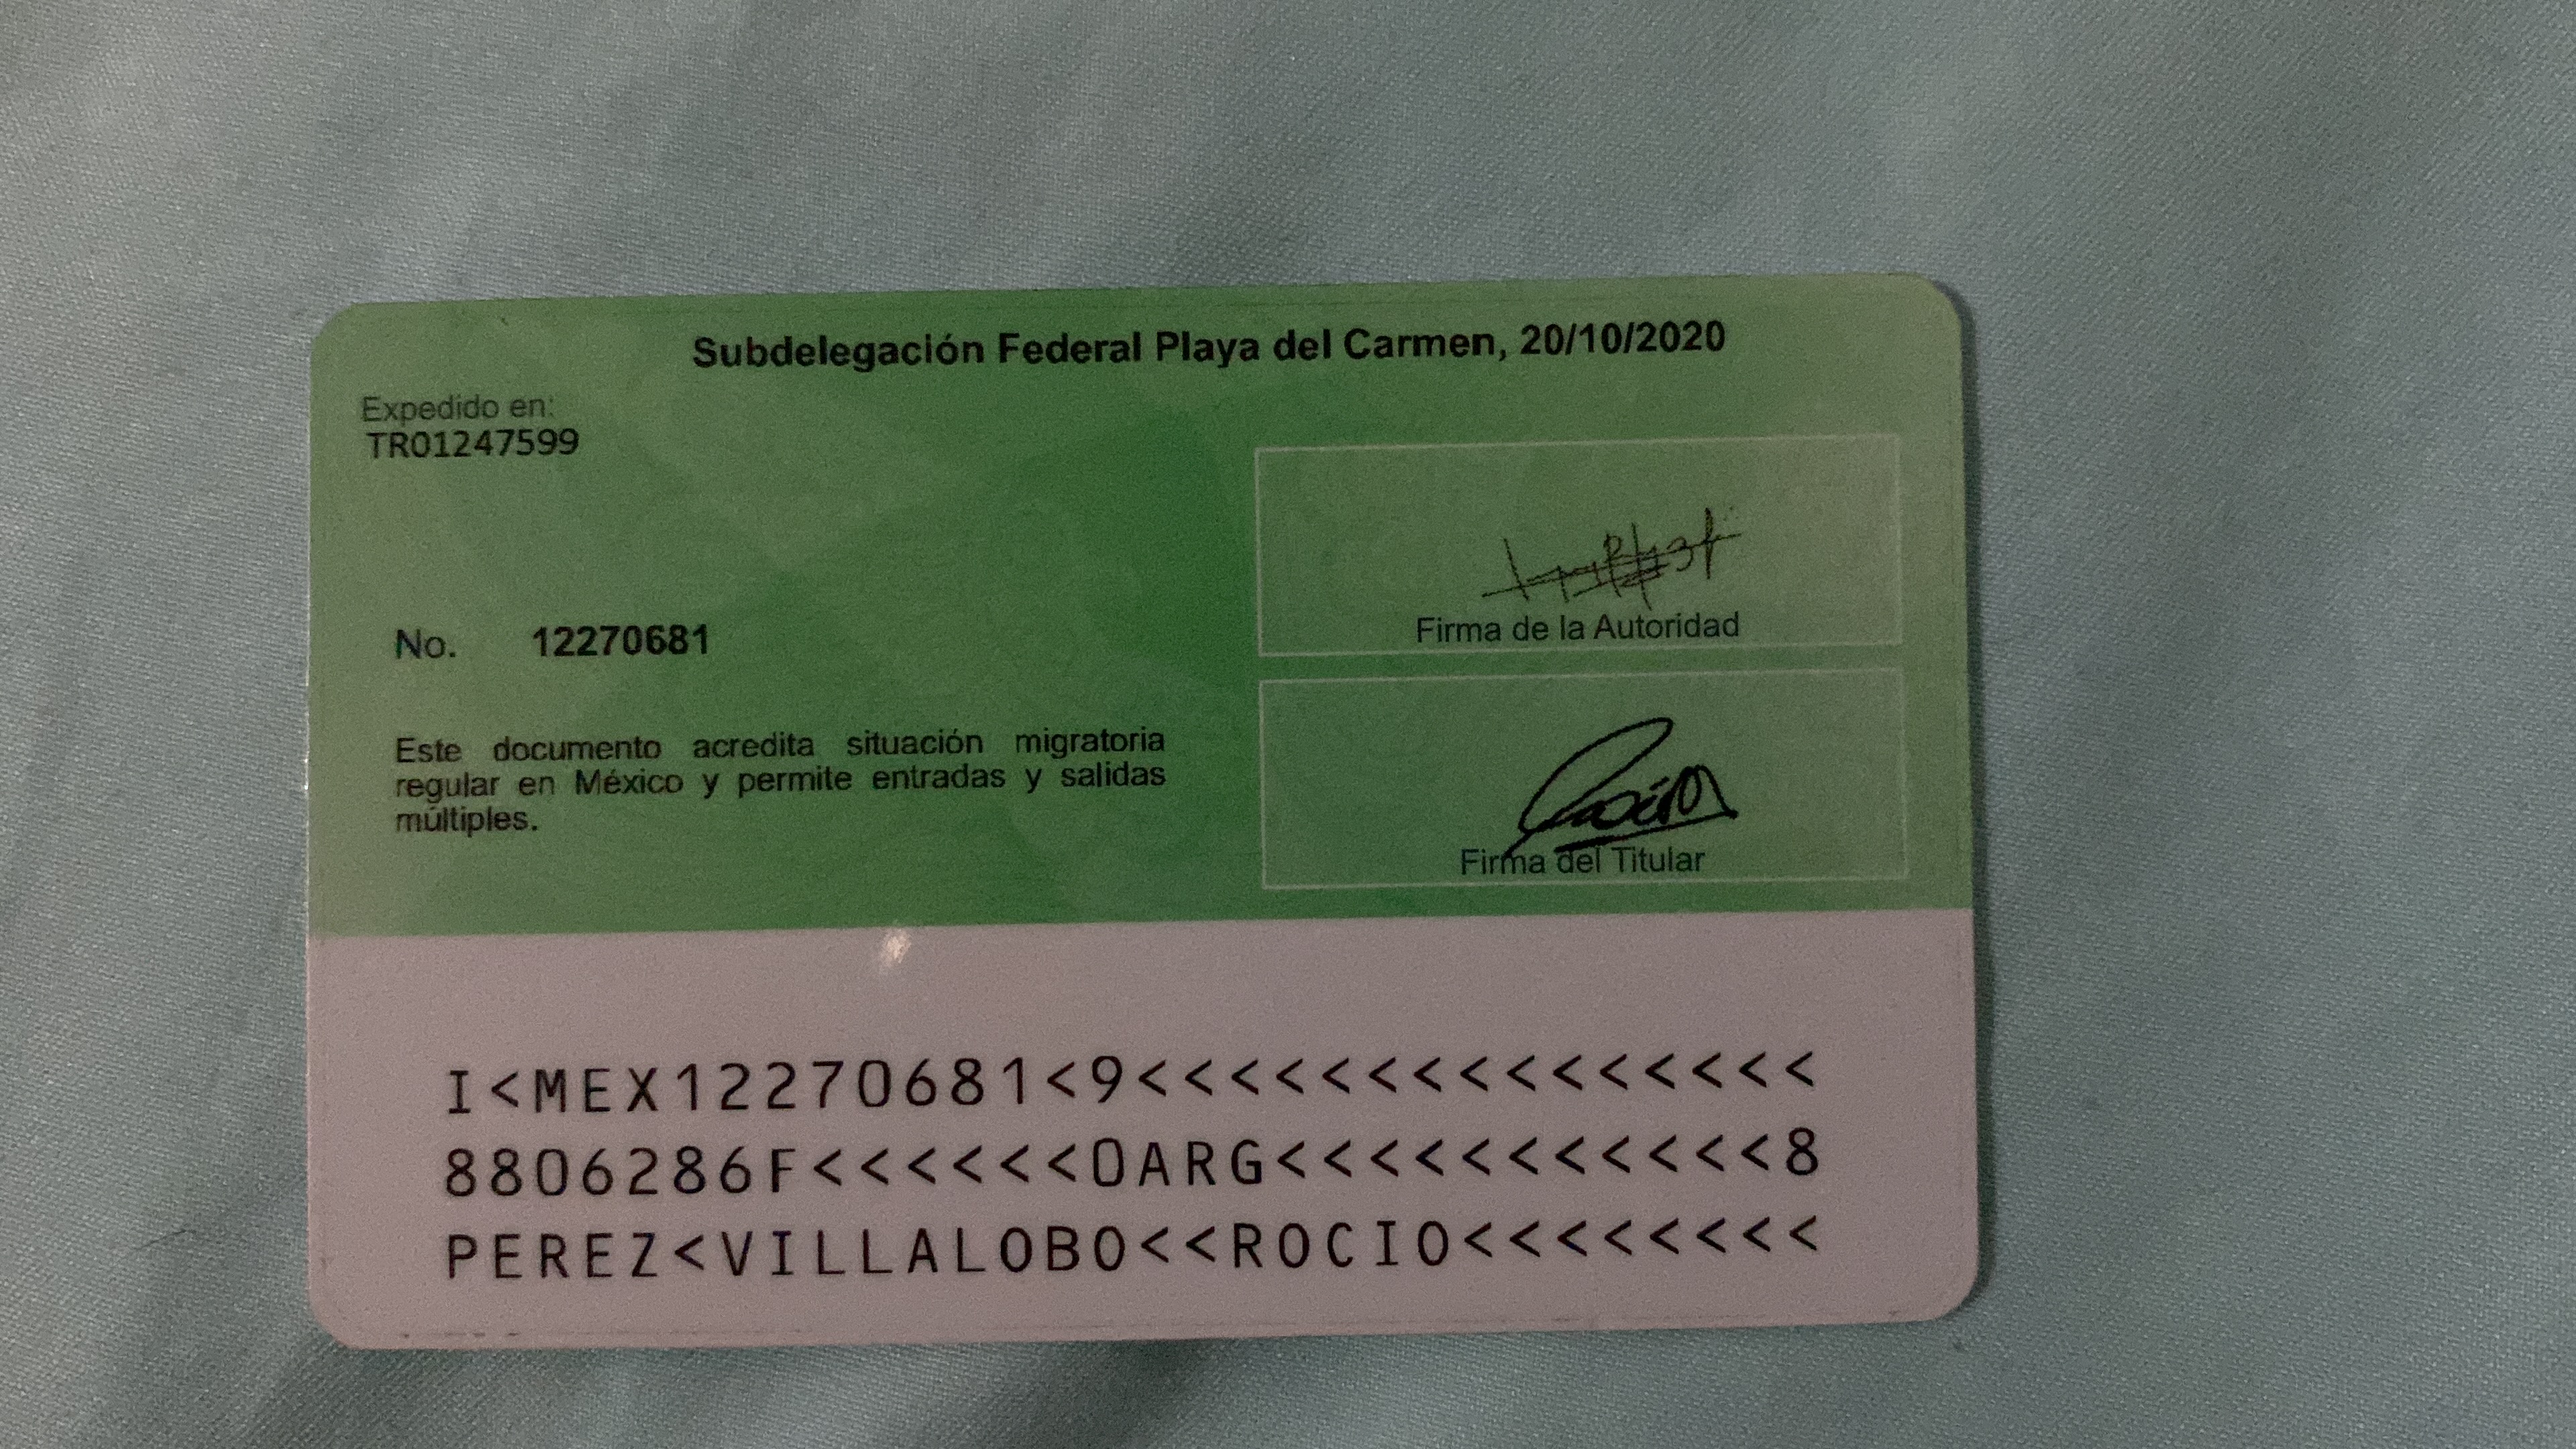 Subdelegación Federal Playa del Carmen, 20/10/2020
Expedido en:
TR01247599
Firma de la Autoridad
No. 12270681
Este documento acredita situación migratoria
regular en México y permite entradas y salidas
múltiples.
Firma del Titular
I<MEX12270681<9<<<<<<<<<<<<<<<
8806286F<<<<<<0ARG<<<<<<<<<<<8
PEREZ<VILLALOBO<<ROCIO<<<<<<<<